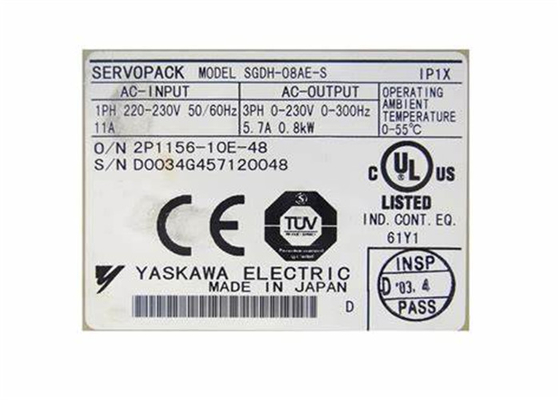 SERVOPACK MODEL SGDH-08AE-S IP1X
AC-INPUT AC-OUTPUT OPERATING
1PH 220-230V 50/60Hz 3PH 0-230V 0-300Hz AMBIENT
11A 5.7A 0.8kW TEMPERATURE
0-55℃
O/N 2P1156-10E-48
S/N D0034G457120048
C UL US
LISTED
IND. CONT. EQ.
61Y1
CE
TÜV
YASKAWA ELECTRIC
MADE IN JAPAN
D
INSP
D '03. 4
PASS